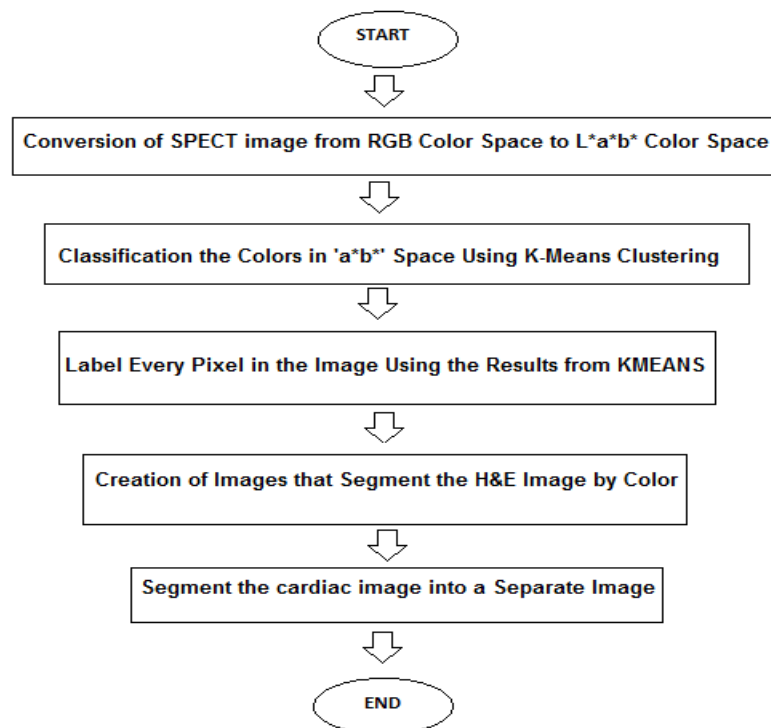 START
Conversion of SPECT image from RGB Color Space to L*a*b* Color Space
Classification the Colors in 'a*b*' Space Using K-Means Clustering
Label Every Pixel in the Image Using the Results from KMEANS
Creation of Images that Segment the H&E Image by Color
Segment the cardiac image into a Separate Image
END